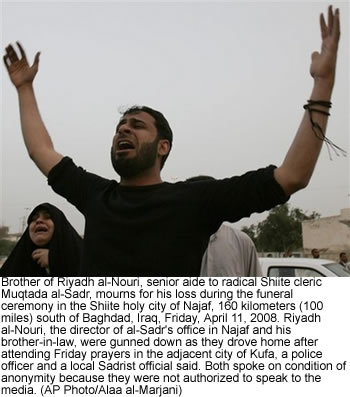 Brother of Riyadh al-Nouri, senior aide to radical Shiite cleric
Muqtada al-Sadr, mourns for his loss during the funeral
ceremony in the Shiite holy city of Najaf, 160 kilometers (100
miles) south of Baghdad, Iraq, Friday, April 11, 2008. Riyadh
al-Nouri, the director of al-Sadr's office in Najaf and his
brother-in-law, were gunned down as they drove home after
attending Friday prayers in the adjacent city of Kufa, a police
officer and a local Sadrist official said. Both spoke on condition of
anonymity because they were not authorized to speak to the
media. (AP Photo/Alaa al-Marjani)